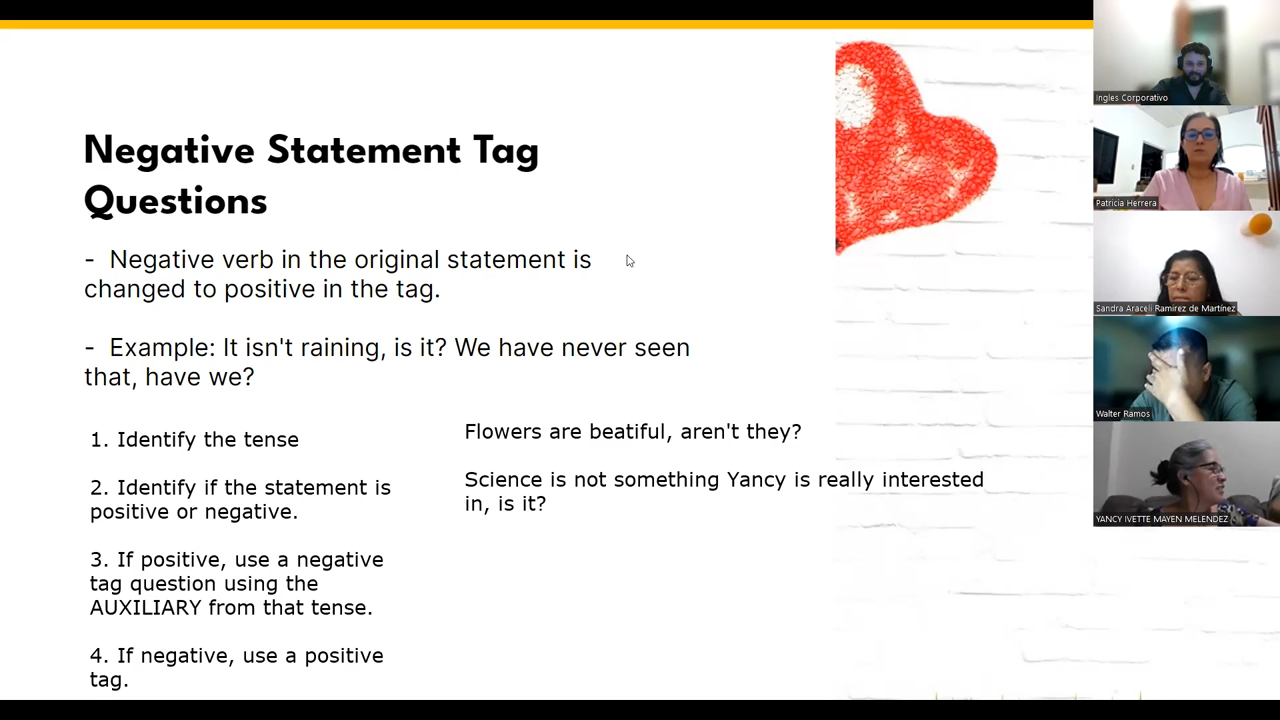 Negative Statement Tag
Questions
- Negative verb in the original statement is
changed to positive in the tag.
- Example: It isn't raining, is it? We have never seen
that, have we?
1. Identify the tense
2. Identify if the statement is
positive or negative.
3. If positive, use a negative
tag question using the
AUXILIARY from that tense.
4. If negative, use a positive
tag.
Flowers are beatiful, aren't they?
Science is not something Yancy is really interested
in, is it?
Ingles Corporativo
Patricia Herrera
Sandra Araceli Ramirez de Martínez
Walter Ramos
YANCY IVETTE MAYEN MELENDEZ